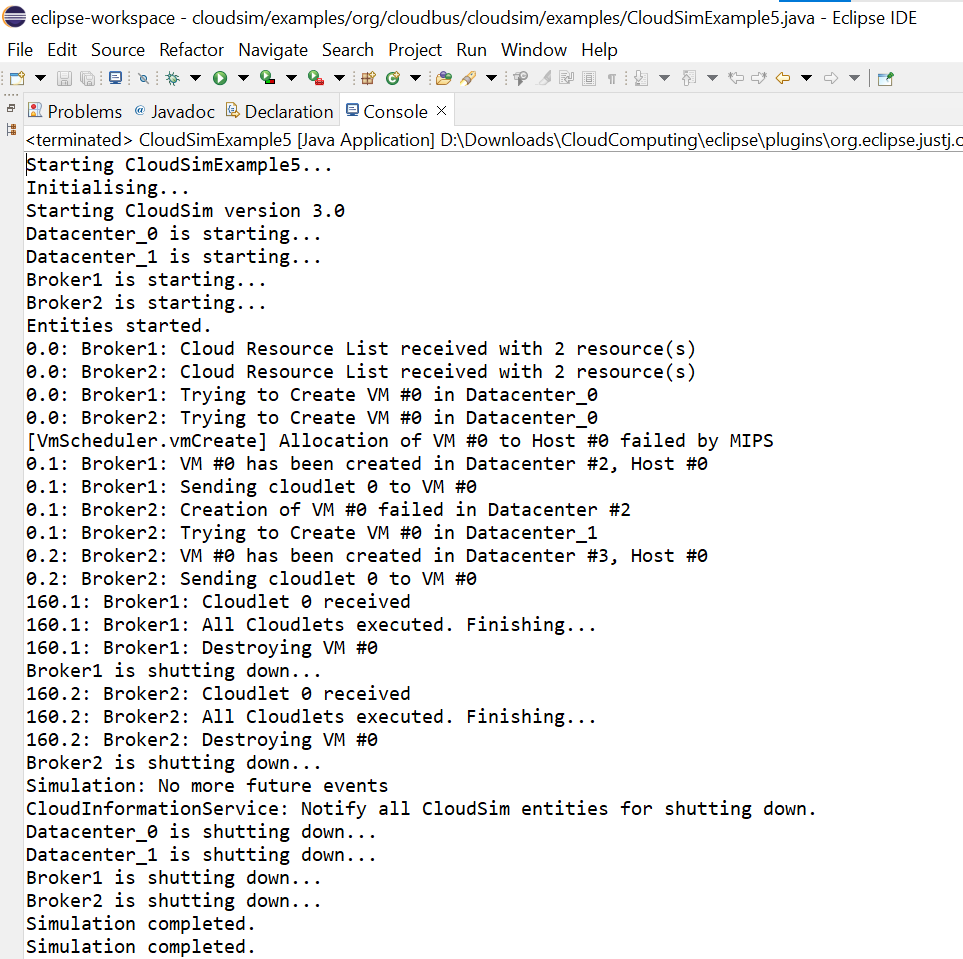 eclipse-workspace - cloudsim/examples/org/cloudbus/cloudsim/examples/CloudSimExample5.java - Eclipse IDE
File Edit Source Refactor Navigate Search Project Run Window Help
Problems @ Javadoc Declaration Console ×
<terminated> CloudSimExample5 [Java Application] D:\Downloads\CloudComputing\eclipse\plugins\org.eclipse.justj.o
Starting CloudSimExample5...
Initialising...
Starting CloudSim version 3.0
Datacenter_0 is starting...
Datacenter_1 is starting...
Broker1 is starting...
Broker2 is starting...
Entities started.
0.0: Broker1: Cloud Resource List received with 2 resource(s)
0.0: Broker2: Cloud Resource List received with 2 resource(s)
0.0: Broker1: Trying to Create VM #0 in Datacenter_0
0.0: Broker2: Trying to Create VM #0 in Datacenter_0
[VmScheduler.vmCreate] Allocation of VM #0 to Host #0 failed by MIPS
0.1: Broker1: VM #0 has been created in Datacenter #2, Host #0
0.1: Broker1: Sending cloudlet 0 to VM #0
0.1: Broker2: Creation of VM #0 failed in Datacenter #2
0.1: Broker2: Trying to Create VM #0 in Datacenter_1
0.2: Broker2: VM #0 has been created in Datacenter #3, Host #0
0.2: Broker2: Sending cloudlet 0 to VM #0
160.1: Broker1: Cloudlet 0 received
160.1: Broker1: All Cloudlets executed. Finishing...
160.1: Broker1: Destroying VM #0
Broker1 is shutting down...
160.2: Broker2: Cloudlet 0 received
160.2: Broker2: All Cloudlets executed. Finishing...
160.2: Broker2: Destroying VM #0
Broker2 is shutting down...
Simulation: No more future events
CloudInformationService: Notify all CloudSim entities for shutting down.
Datacenter_0 is shutting down...
Datacenter_1 is shutting down...
Broker1 is shutting down...
Broker2 is shutting down...
Simulation completed.
Simulation completed.